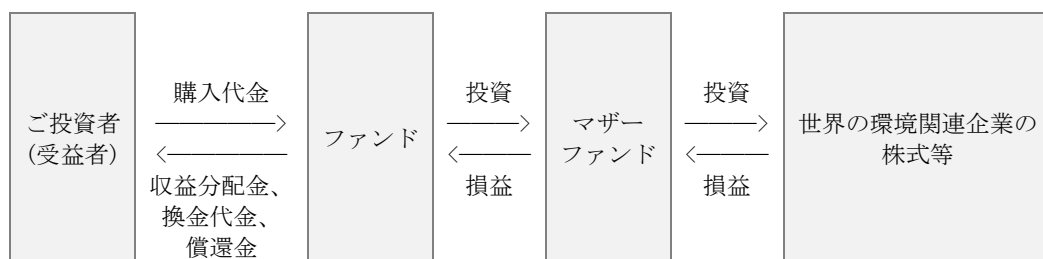 ご投資者
(受益者)
購入代金
収益分配金、
換金代金、
償還金
ファンド
投資
損益
マザー
ファンド
投資
損益
世界の環境関連企業の
株式等